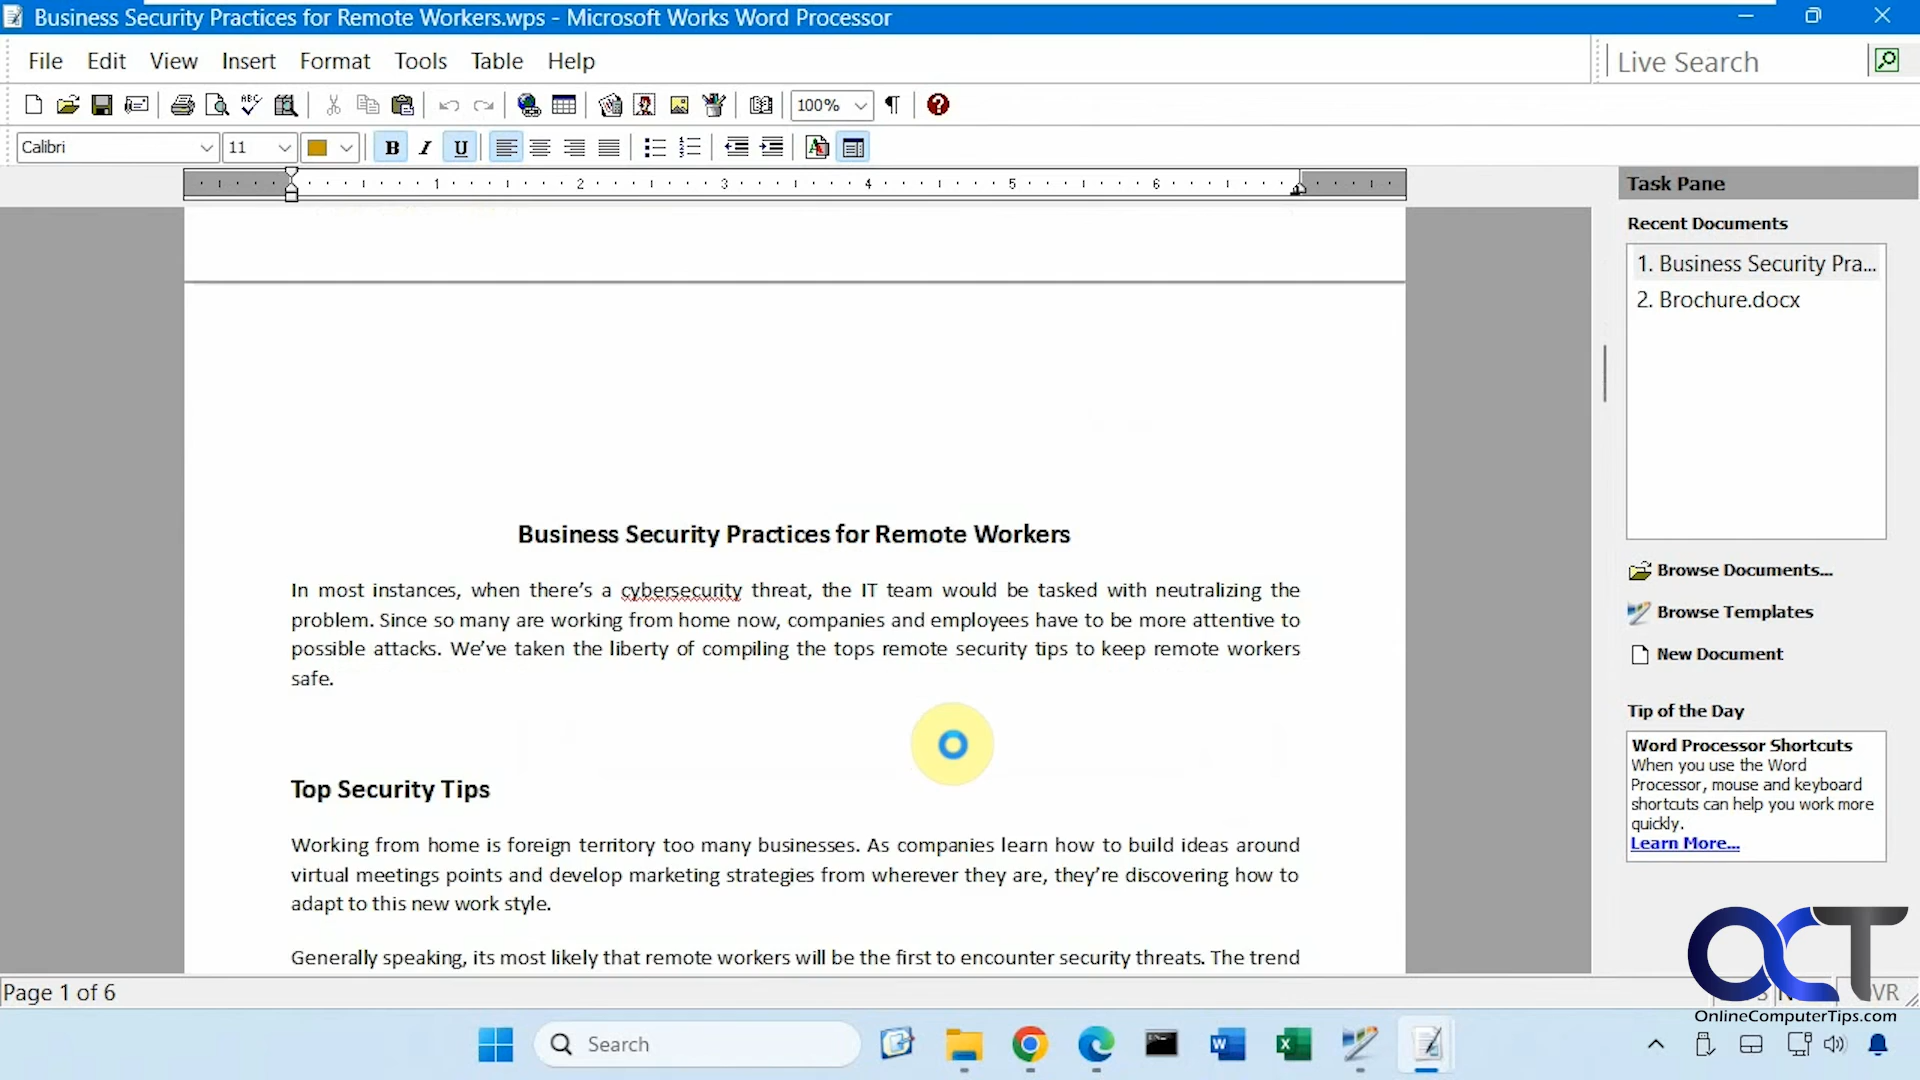 Business Security Practices for Remote Workers.wps - Microsoft Works Word Processor
File Edit View Insert Format Tools Table Help
Live Search
100%
Calibri 11 B I U
1 2 3 4 5 6
Business Security Practices for Remote Workers
In most instances, when there’s a cybersecurity threat, the IT team would be tasked with neutralizing the
problem. Since so many are working from home now, companies and employees have to be more attentive to
possible attacks. We’ve taken the liberty of compiling the tops remote security tips to keep remote workers
safe.
Top Security Tips
Working from home is foreign territory too many businesses. As companies learn how to build ideas around
virtual meetings points and develop marketing strategies from wherever they are, they’re discovering how to
adapt to this new work style.
Generally speaking, its most likely that remote workers will be the first to encounter security threats. The trend
Task Pane
Recent Documents
1. Business Security Pra...
2. Brochure.docx
Browse Documents...
Browse Templates
New Document
Tip of the Day
Word Processor Shortcuts
When you use the Word
Processor, mouse and keyboard
shortcuts can help you work more
quickly.
Learn More...
Page 1 of 6
OCT
OnlineComputerTips.com
Search